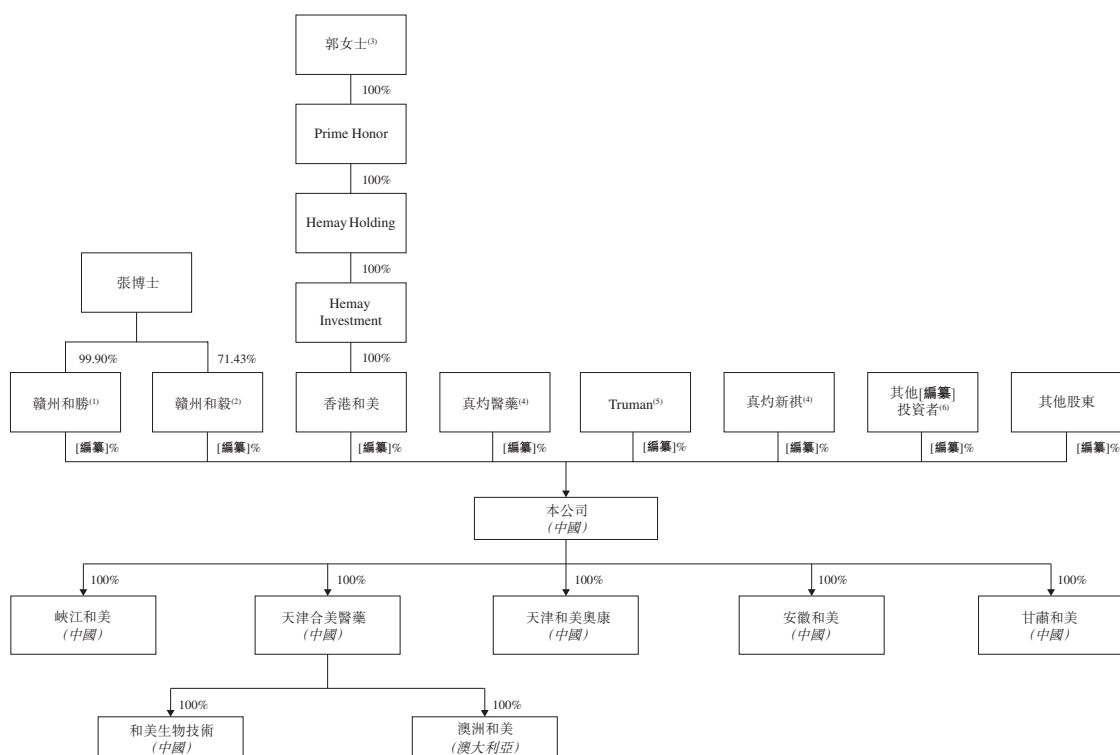 郭女士(3)
100%
Prime Honor
100%
Hemay Holding
100%
張博士
Hemay
Investment
99.90%
71.43%
100%
贛州和勝(1)
贛州和毅(2)
香港和美
真灼醫藥(4)
Truman(5)
真灼新祺(4)
其他[編纂]
投資者(6)
其他股東
[編纂]%
[編纂]%
[編纂]%
[編纂]%
[編纂]%
[編纂]%
[編纂]%
[編纂]%
本公司
(中國)
100%
100%
100%
100%
100%
峽江和美
(中國)
天津合美醫藥
(中國)
天津和美奧康
(中國)
安徽和美
(中國)
甘肅和美
(中國)
100%
100%
和美生物技術
(中國)
澳洲和美
(澳大利亞)